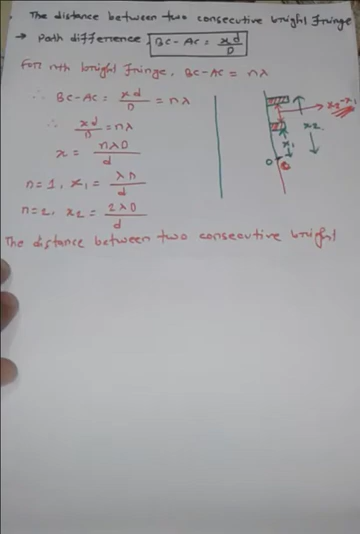 . The distance between two consecutive bright fringe
→ Path difference, BC - AC = xd/D
For nth bright fringe, BC - AC = nλ
∴ BC - AC = xd/D = nλ
∴ xd/D = nλ
x = nλD/d
n = 1, x₁ = λD/d
n = 2, x₂ = 2λD/d
The distance between two consecutive bright
x₂
x₁
O